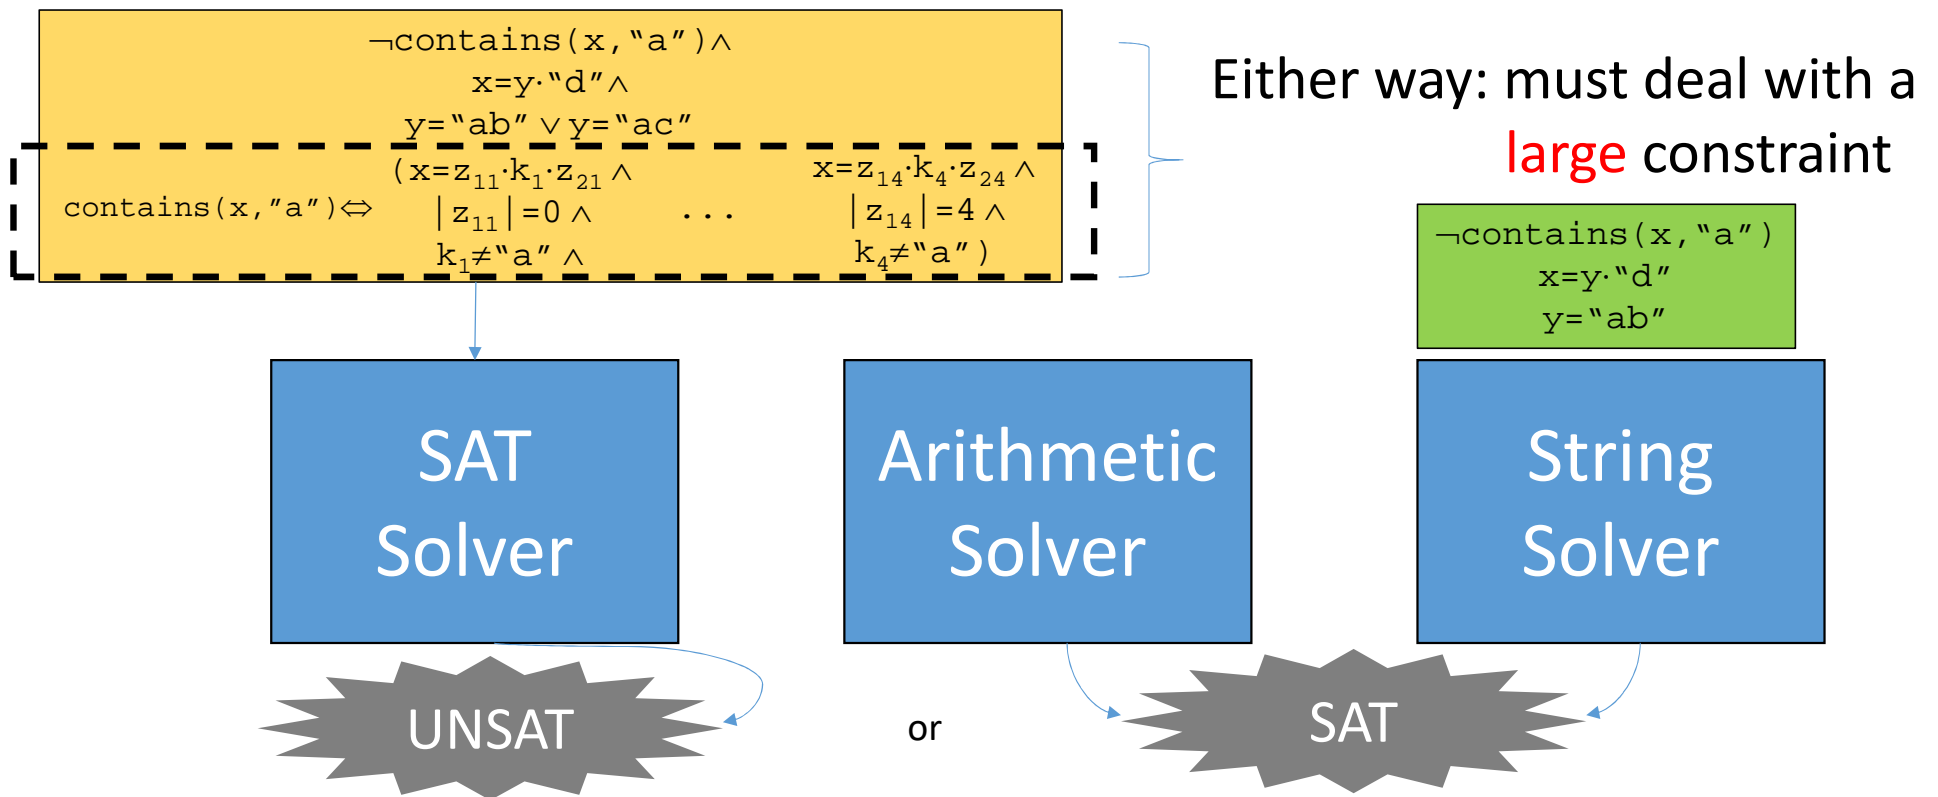 ¬contains(x,“a”)∧
x=y·“d”∧
y=“ab” ∨ y=“ac”
contains(x,”a”)⇔
(x=z₁₁·k₁·z₂₁ ∧
|z₁₁|=0 ∧
k₁≠“a” ∧
...
x=z₁₄·k₄·z₂₄ ∧
|z₁₄|=4 ∧
k₄≠“a”)
Either way: must deal with a
large constraint
¬contains(x,“a”)
x=y·“d”
y=“ab”
SAT
Solver
Arithmetic
Solver
String
Solver
UNSAT
or
SAT